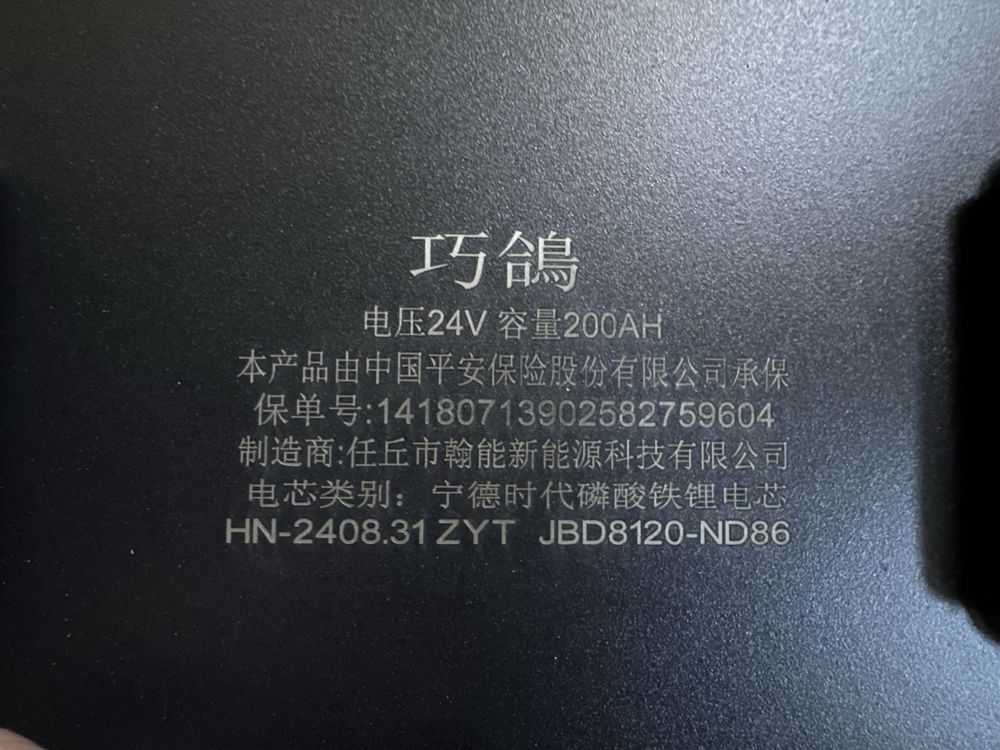 巧鴿
电压24V 容量200AH
本产品由中国平安保险股份有限公司承保
保单号:14180713902582759604
制造商:任丘市翰能新能源科技有限公司
电芯类别：宁德时代磷酸铁锂电芯
HN-2408.31 ZYT JBD8120-ND86